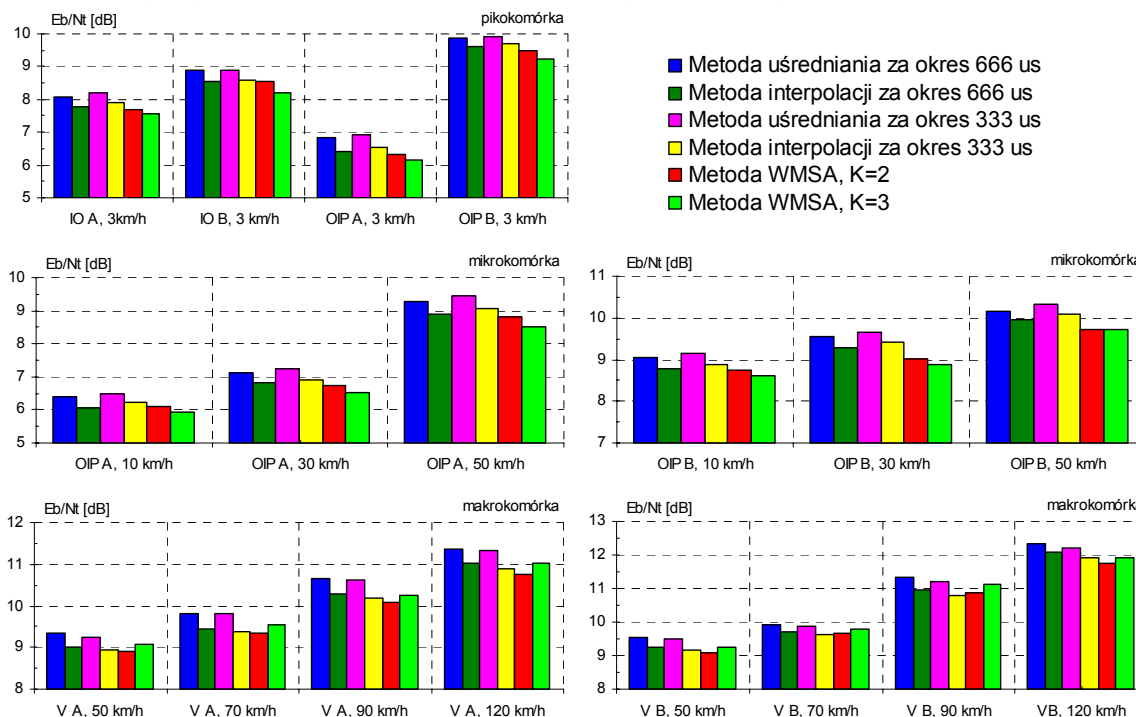 Eb/Nt [dB]
pikokomórka
10
9
8
7
6
5
IO A, 3km/h
IO B, 3 km/h
OIP A, 3 km/h
OIP B, 3 km/h
Metoda uśredniania za okres 666 us
Metoda interpolacji za okres 666 us
Metoda uśredniania za okres 333 us
Metoda interpolacji za okres 333 us
Metoda WMSA, K=2
Metoda WMSA, K=3
Eb/Nt [dB]
mikrokomórka
10
9
8
7
6
5
OIP A, 10 km/h
OIP A, 30 km/h
OIP A, 50 km/h
Eb/Nt [dB]
mikrokomórka
11
10
9
8
7
OIP B, 10 km/h
OIP B, 30 km/h
OIP B, 50 km/h
Eb/Nt [dB]
makrokomórka
12
11
10
9
8
V A, 50 km/h
V A, 70 km/h
V A, 90 km/h
V A, 120 km/h
Eb/Nt [dB]
makrokomórka
13
12
11
10
9
8
V B, 50 km/h
V B, 70 km/h
V B, 90 km/h
VB, 120 km/h